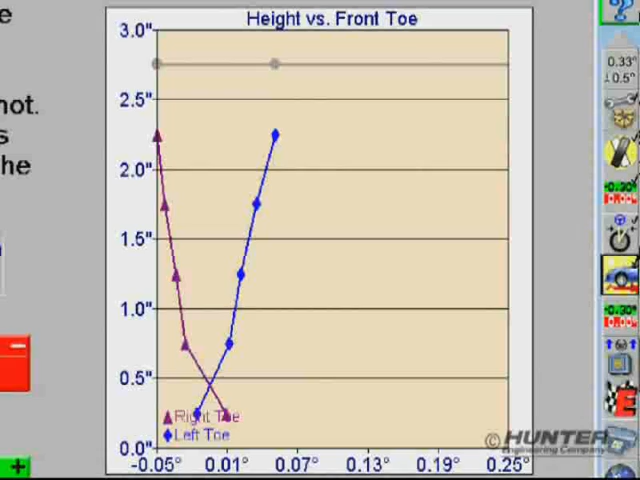 e
Height vs. Front Toe
3.0"
0.33°
⊥0.5°
not.
2.5"
s
he
2.0"
1.5"
1.0"
0.5"
Right Toe
Left Toe
© HUNTER
Engineering Company
0.0"
-0.05° 0.01° 0.07° 0.13° 0.19° 0.25°